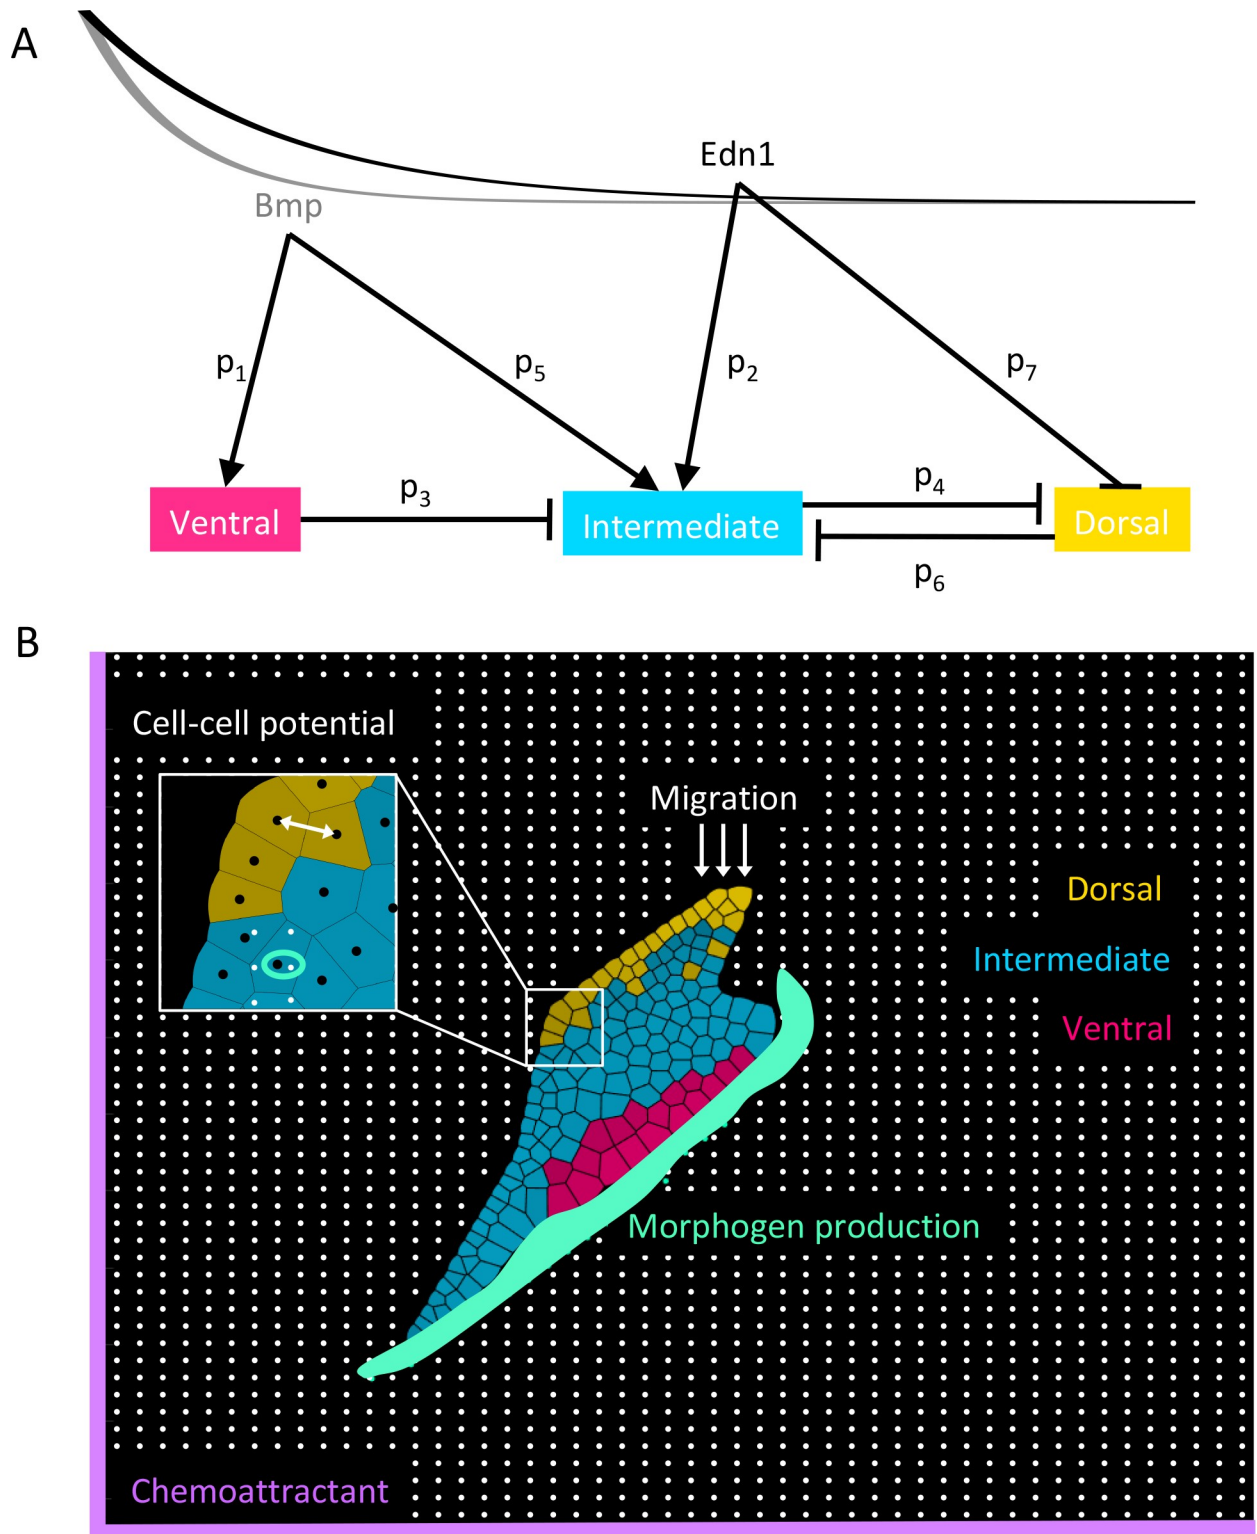 A
Edn1
Bmp
p1
p5
p2
p7
p3
p4
Ventral
Intermediate
Dorsal
p6
B
Cell-cell potential
Migration
Dorsal
Intermediate
Ventral
Morphogen production
Chemoattractant